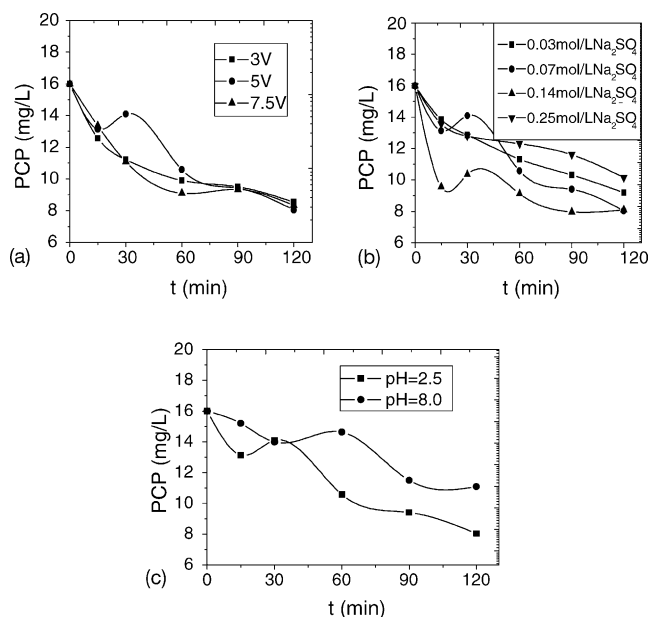 20
18
16
14
12
10
8
6
PCP (mg/L)
3V
5V
7.5V
0 30 60 90 120
t (min)
(a)
20
18
16
14
12
10
8
6
PCP (mg/L)
0.03mol/LNa₂SO₄
0.07mol/LNa₂SO₄
0.14mol/LNa₂SO₄
0.25mol/LNa₂SO₄
0 30 60 90 120
t (min)
(b)
20
18
16
14
12
10
8
6
PCP (mg/L)
pH=2.5
pH=8.0
0 30 60 90 120
t (min)
(c)